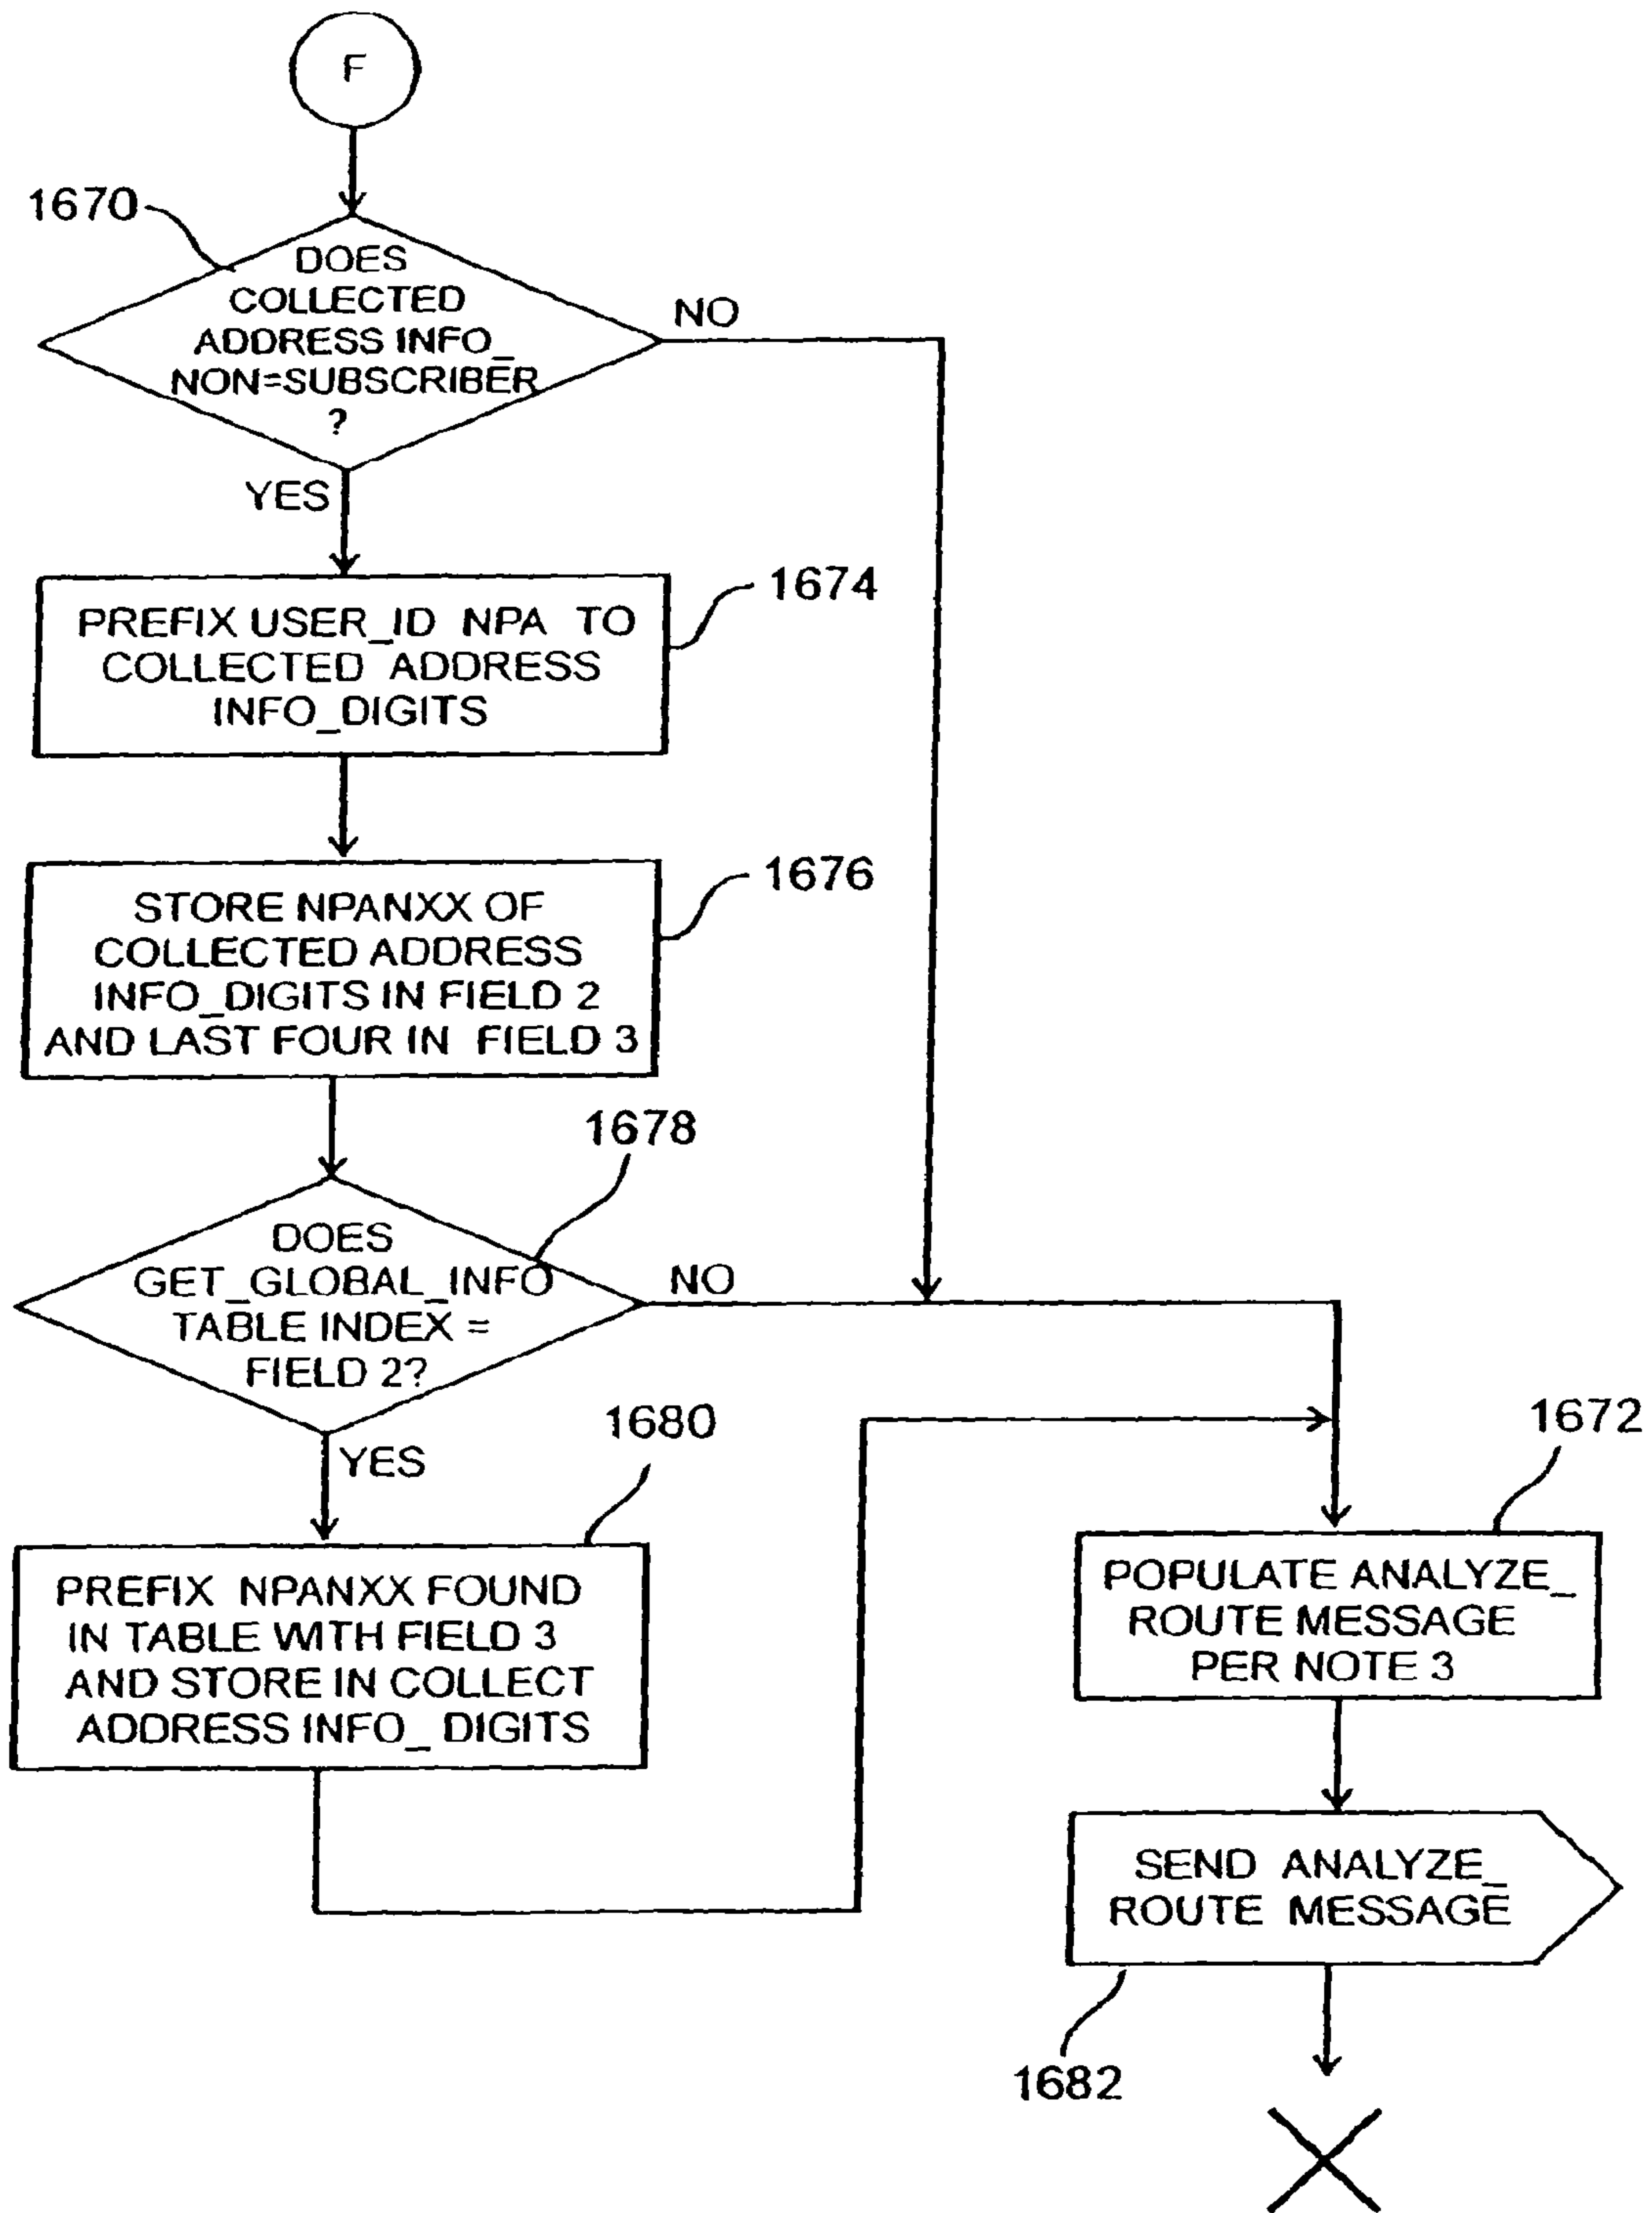 F
1670
DOES
COLLECTED
ADDRESS INFO_
NON=SUBSCRIBER
?
NO
YES
1674
PREFIX USER_ID NPA TO
COLLECTED ADDRESS
INFO_DIGITS
1676
STORE NPANXX OF
COLLECTED ADDRESS
INFO_DIGITS IN FIELD 2
AND LAST FOUR IN FIELD 3
1678
DOES
GET_GLOBAL_INFO
TABLE INDEX =
FIELD 2?
NO
YES
1680
PREFIX NPANXX FOUND
IN TABLE WITH FIELD 3
AND STORE IN COLLECT
ADDRESS INFO_ DIGITS
1672
POPULATE ANALYZE_
ROUTE MESSAGE
PER NOTE 3
SEND ANALYZE_
ROUTE MESSAGE
1682